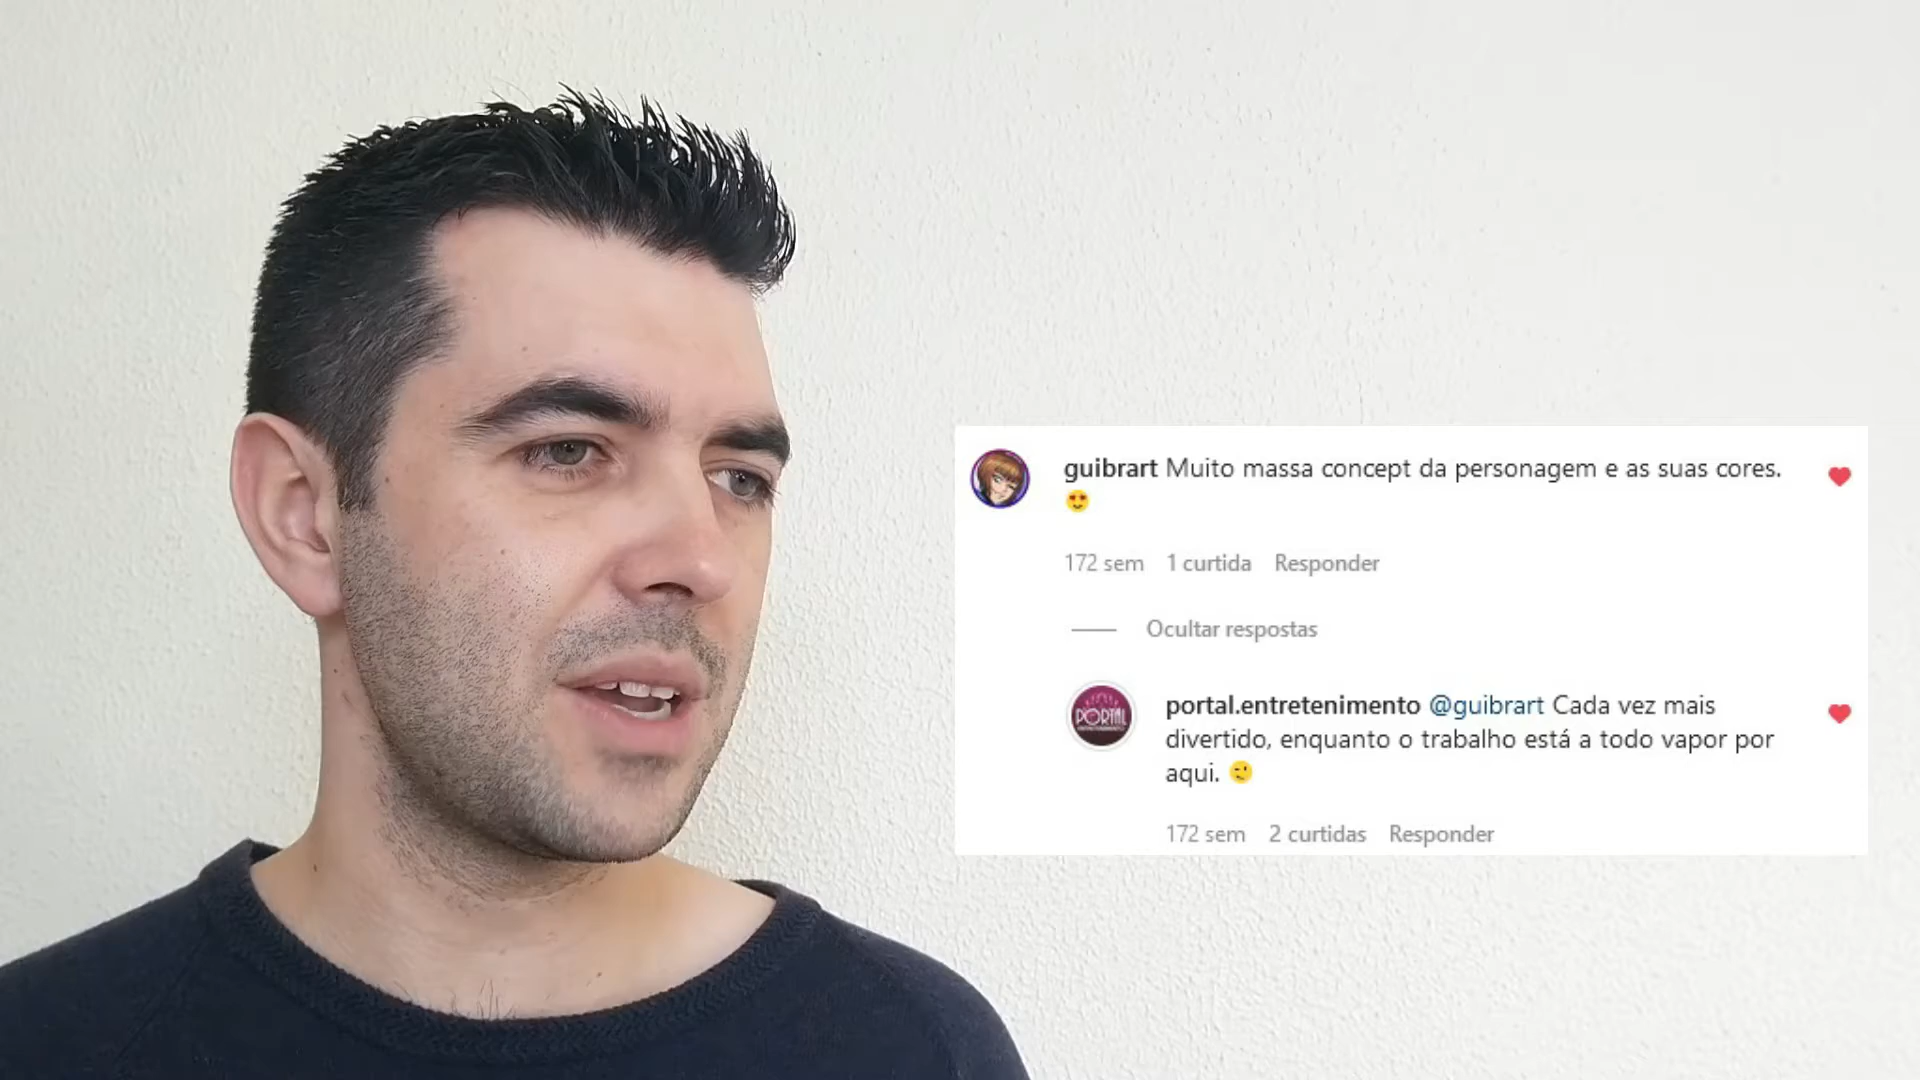 guibrart Muito massa concept da personagem e as suas cores.
😍
172 sem 1 curtida Responder
Ocultar respostas
PORTAL
portal.entretenimento @guibrart Cada vez mais
divertido, enquanto o trabalho está a todo vapor por
aqui. 😉
172 sem 2 curtidas Responder